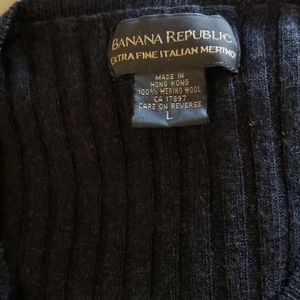 BANANA REPUBLIC
EXTRA FINE ITALIAN MERINO
MADE IN
HONG KONG
100% MERINO WOOL
CA 17897
CARE ON REVERSE
L